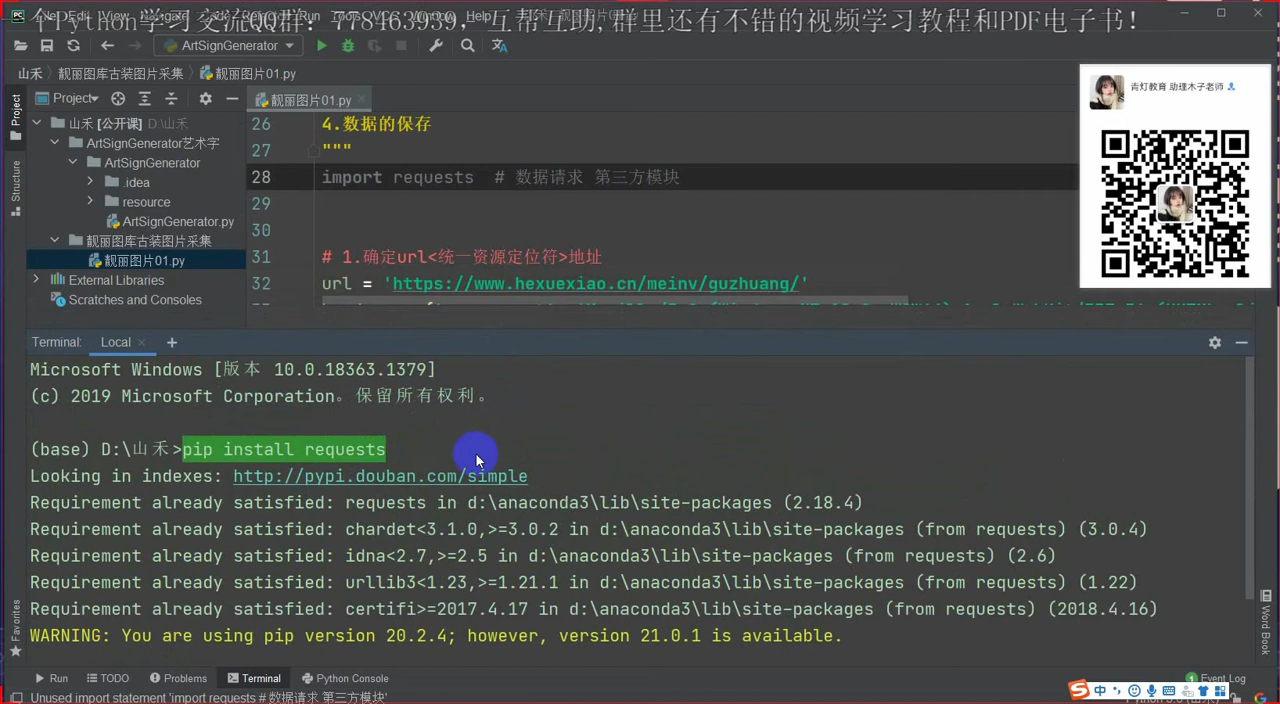 个Python学习交流QQ群: 778463939, 互帮互助,群里还有不错的视频学习教程和PDF电子书!
ArtSignGenerator
山禾 靓丽图库古装图片采集 靓丽图片01.py
青灯教育 助理木子老师
Project
Project
靓丽图片01.py
山禾 [公开课] D:\山禾
ArtSignGenerator艺术字
ArtSignGenerator
.idea
resource
ArtSignGenerator.py
靓丽图库古装图片采集
靓丽图片01.py
External Libraries
Scratches and Consoles
Structure
26 4.数据的保存
27 """
28 import requests # 数据请求 第三方模块
29
30
31 # 1.确定url<统一资源定位符>地址
32 url = 'https://www.hexuexiao.cn/meinv/guzhuang/'
Terminal: Local
Microsoft Windows [版本 10.0.18363.1379]
(c) 2019 Microsoft Corporation。保留所有权利。
(base) D:\山禾>pip install requests
Looking in indexes: http://pypi.douban.com/simple
Requirement already satisfied: requests in d:\anaconda3\lib\site-packages (2.18.4)
Requirement already satisfied: chardet<3.1.0,>=3.0.2 in d:\anaconda3\lib\site-packages (from requests) (3.0.4)
Requirement already satisfied: idna<2.7,>=2.5 in d:\anaconda3\lib\site-packages (from requests) (2.6)
Requirement already satisfied: urllib3<1.23,>=1.21.1 in d:\anaconda3\lib\site-packages (from requests) (1.22)
Requirement already satisfied: certifi>=2017.4.17 in d:\anaconda3\lib\site-packages (from requests) (2018.4.16)
WARNING: You are using pip version 20.2.4; however, version 21.0.1 is available.
Favorites
Word Book
Run TODO Problems Terminal Python Console Event Log
Unused import statement 'import requests # 数据请求 第三方模块'
中